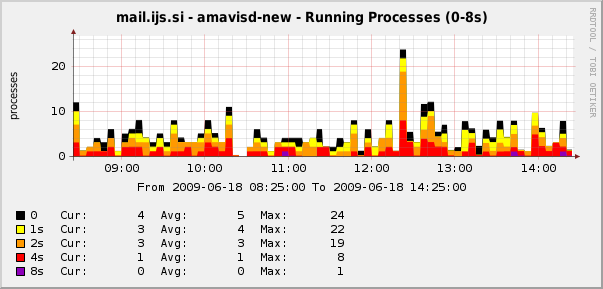 mail.ijs.si - amavisd-new - Running Processes (0-8s)
RRDTOOL / TOBI OETIKER
processes
20
10
0
09:00 10:00 11:00 12:00 13:00 14:00
From 2009-06-18 08:25:00 To 2009-06-18 14:25:00
0 Cur: 4 Avg: 5 Max: 24
1s Cur: 3 Avg: 4 Max: 22
2s Cur: 3 Avg: 3 Max: 19
4s Cur: 1 Avg: 1 Max: 8
8s Cur: 0 Avg: 0 Max: 1